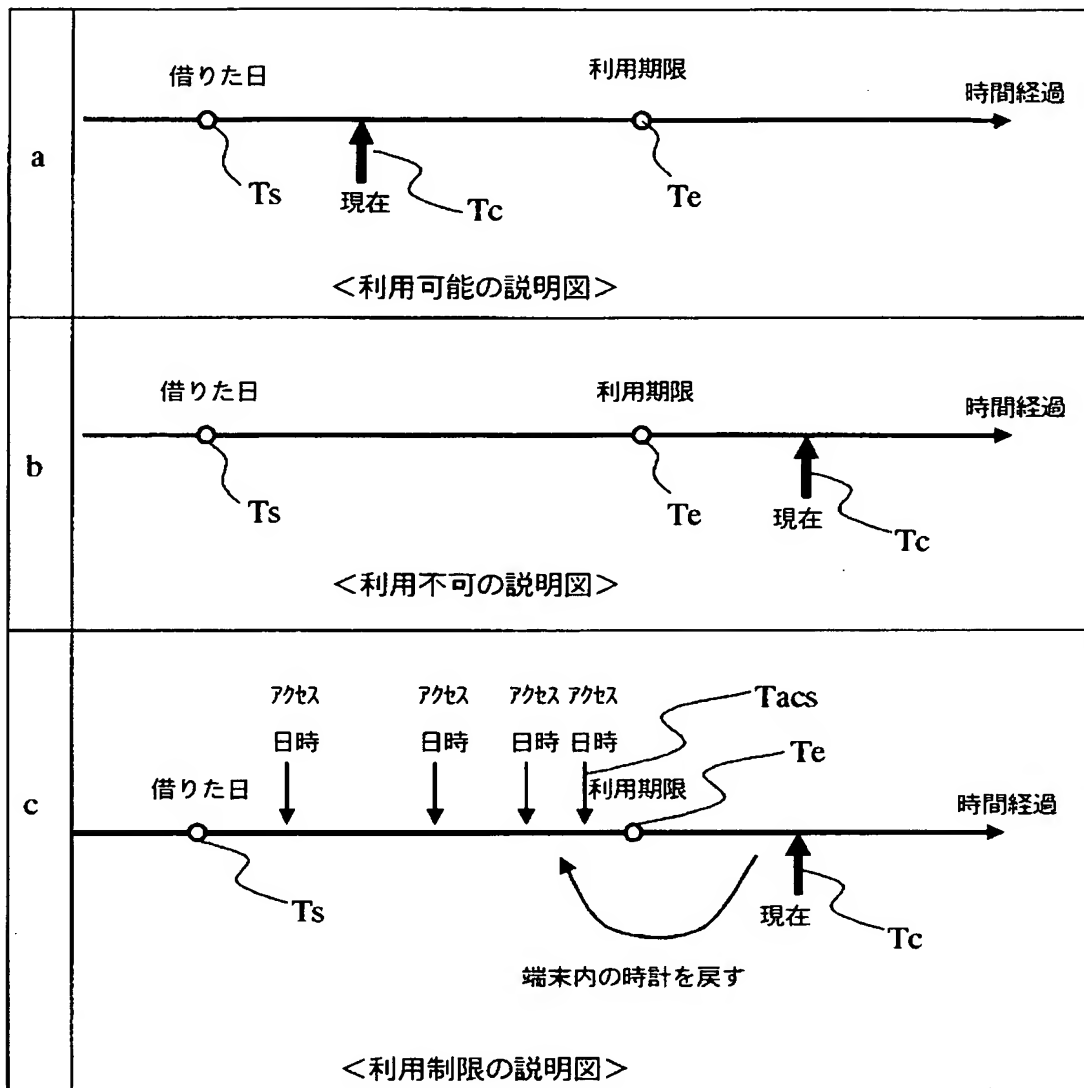 a
借りた日
利用期限
時間経過
Ts
現在
Tc
Te
＜利用可能の説明図＞
b
借りた日
利用期限
時間経過
Ts
Te
現在
Tc
＜利用不可の説明図＞
c
アクセス
日時
アクセス
日時
アクセス
日時
アクセス
日時
Tacs
Te
借りた日
利用期限
時間経過
Ts
現在
Tc
端末内の時計を戻す
＜利用制限の説明図＞